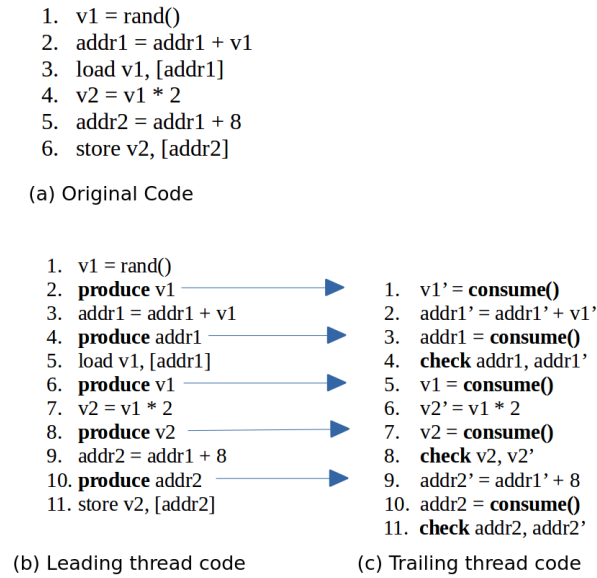 1. v1 = rand()
2. addr1 = addr1 + v1
3. load v1, [addr1]
4. v2 = v1 * 2
5. addr2 = addr1 + 8
6. store v2, [addr2]
(a) Original Code
1. v1 = rand()
2. produce v1
3. addr1 = addr1 + v1
4. produce addr1
5. load v1, [addr1]
6. produce v1
7. v2 = v1 * 2
8. produce v2
9. addr2 = addr1 + 8
10. produce addr2
11. store v2, [addr2]
(b) Leading thread code
1. v1’ = consume()
2. addr1’ = addr1’ + v1’
3. addr1 = consume()
4. check addr1, addr1’
5. v1 = consume()
6. v2’ = v1 * 2
7. v2 = consume()
8. check v2, v2’
9. addr2’ = addr1’ + 8
10. addr2 = consume()
11. check addr2, addr2’
(c) Trailing thread code